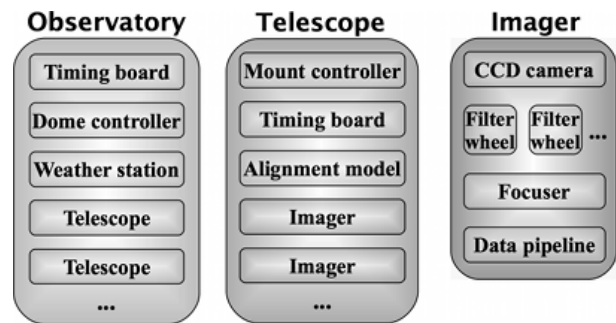 Observatory
Timing board
Dome controller
Weather station
Telescope
Telescope
...
Telescope
Mount controller
Timing board
Alignment model
Imager
Imager
...
Imager
CCD camera
Filter Filter
wheel wheel ...
Focuser
Data pipeline